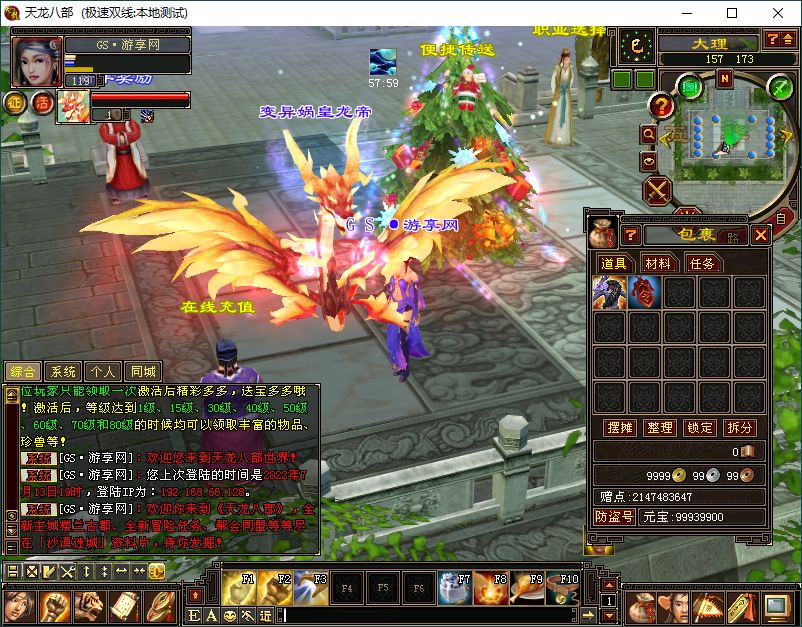 天龙八部 (极速双线:本地测试)
GS·游享网
119
征 活
1
57:59
便捷传送
职业选择
大理
157 173
N
变异娲皇龙帝
GS 游享网
在线充值
包裹
道具 材料 任务
摆摊 整理 锁定 拆分
0
9999 99 99
赠点:2147483647
防盗号 元宝:99939900
综合 系统 个人 同城
位玩家只能领取一次激活后精彩多多，送宝多多哦
！激活后，等级达到1级、15级、30级、40级、50级
、60级、70级和80级的时候均可以领取丰富的物品、
珍兽等！
系统[GS·游享网]：欢迎您来到天龙八部世界！
系统[GS·游享网]：您上次登陆的时间是2022年7
月13日19时，登陆IP为：192.168.66.128。
系统[GS·游享网]：欢迎你来到《天龙八部》，全
新主城楼兰古都、全新冒险任务、帮会同盟等等尽
在「沙漠迷城」资料片，待你发掘！
F1 F2 F3 F4 F5 F6 F7 F8 F9 F10
E A 近
1